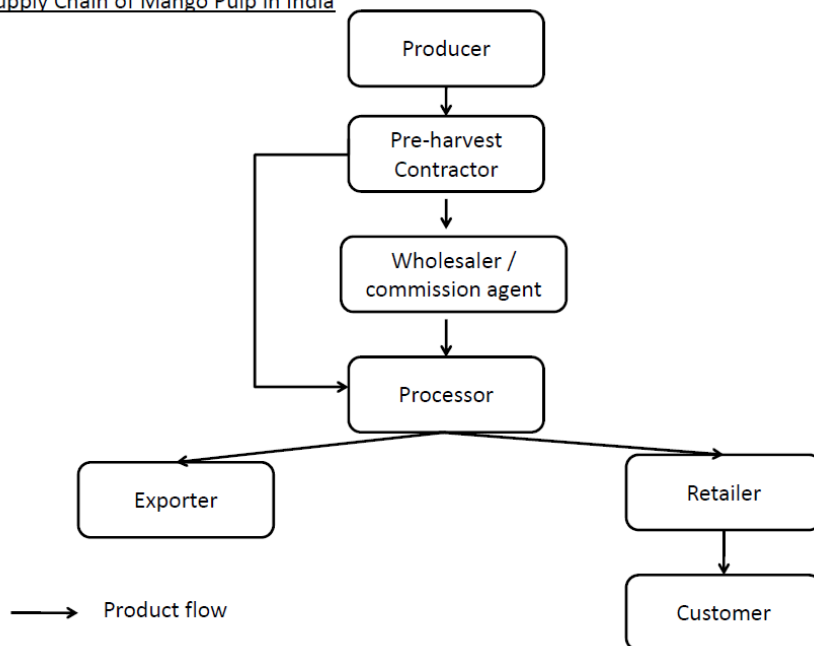 Supply Chain of Mango Pulp in India
Producer
Pre-harvest
Contractor
Wholesaler /
commission agent
Processor
Exporter
Retailer
Product flow
Customer